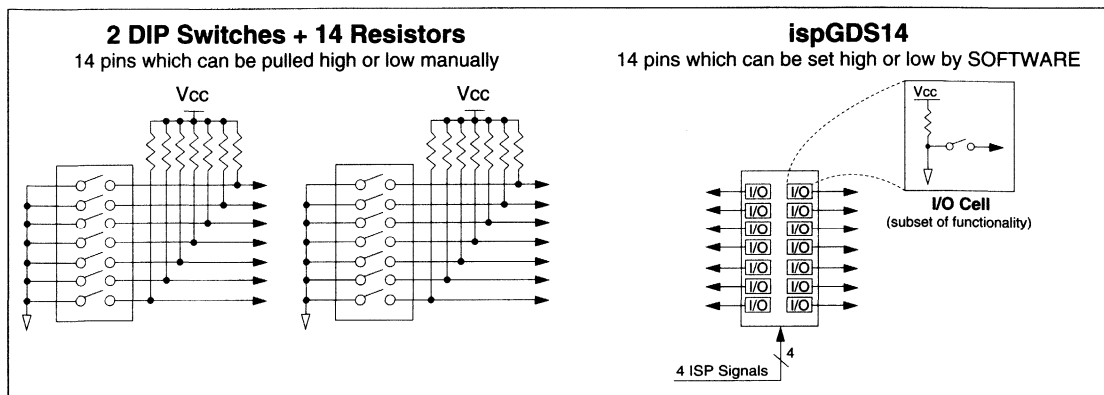 2 DIP Switches + 14 Resistors
14 pins which can be pulled high or low manually
Vcc
Vcc
ispGDS14
14 pins which can be set high or low by SOFTWARE
Vcc
I/O Cell
(subset of functionality)
I/O I/O
I/O I/O
I/O I/O
I/O I/O
I/O I/O
I/O I/O
I/O I/O
4
4 ISP Signals